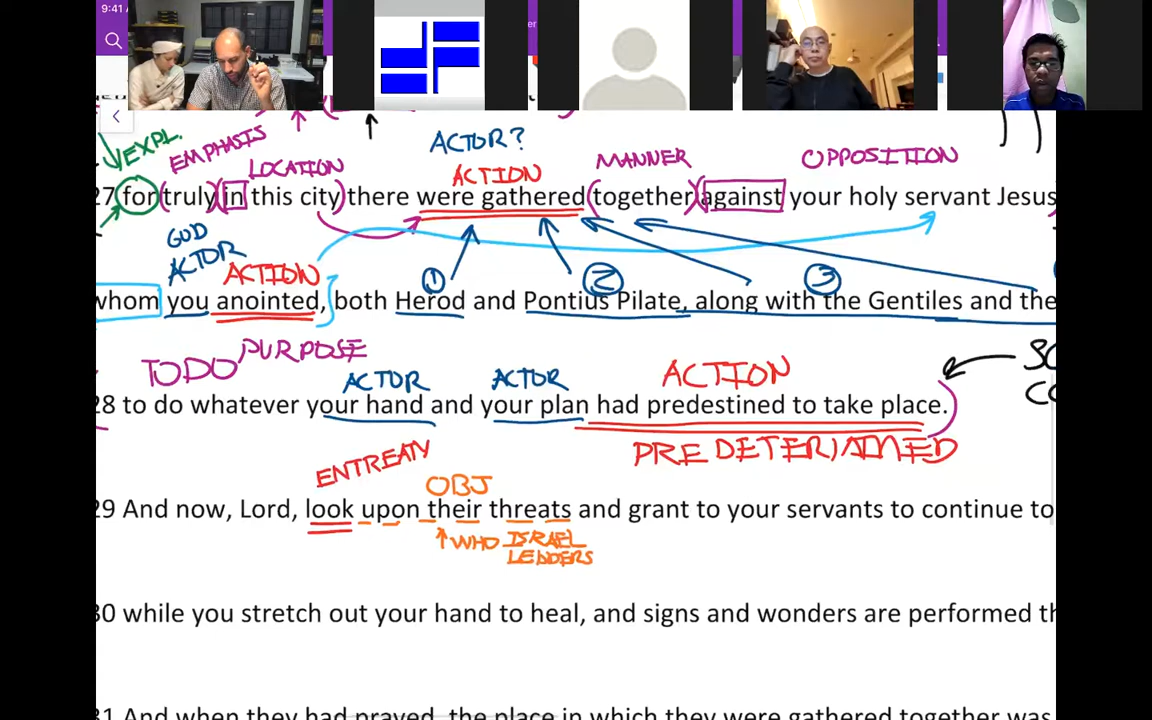 9:41
EXPL.
EMPHASIS
LOCATION
ACTOR?
ACTION
MANNER
OPPOSITION
27 for truly in this city there were gathered together against your holy servant Jesus
GOD
ACTOR
ACTION
1
2
3
whom you anointed, both Herod and Pontius Pilate, along with the Gentiles and the
TO DO
PURPOSE
ACTOR
ACTOR
ACTION
28 to do whatever your hand and your plan had predestined to take place.
PREDETERIAMED
ENTREATY
OBJ
29 And now, Lord, look upon their threats and grant to your servants to continue to
WHO ISRAEL
LEADERS
30 while you stretch out your hand to heal, and signs and wonders are performed th
31 And when they had prayed, the place in which they were gathered together was